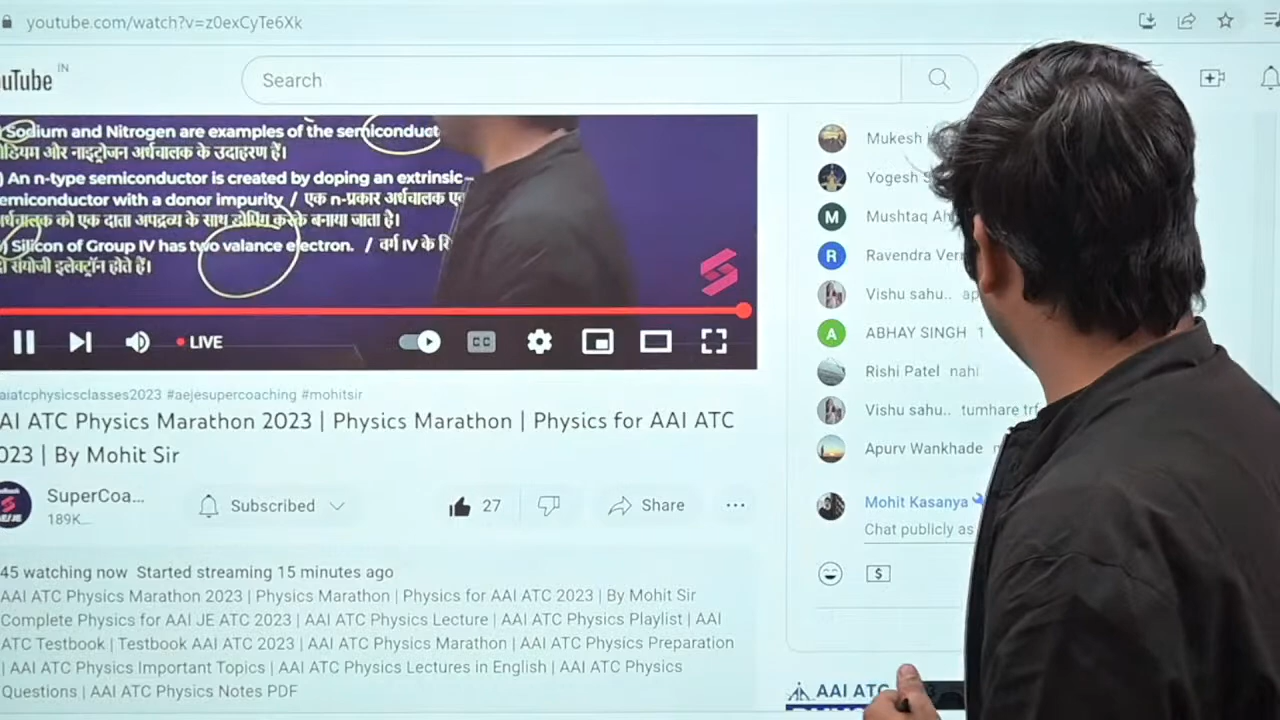 youtube.com/watch?v=z0exCyTe6Xk
uTube IN
Search
Sodium and Nitrogen are examples of the semiconduct
डियम और नाइट्रोजन अर्धचालक के उदाहरण हैं।
) An n-type semiconductor is created by doping an extrinsic
emiconductor with a donor impurity / एक n-प्रकार अर्धचालक ए
र्धचालुक को एक दाता अपद्रव्य के साथ डोपिंग करके बनाया जाता है।
) Silicon of Group IV has two valance electron. / वर्ग IV के
संयोजी इलेक्ट्रॉन होते हैं।
LIVE
CC
aiatcphysicsclasses2023 #aejesupercoaching #mohitsir
AI ATC Physics Marathon 2023 | Physics Marathon | Physics for AAI ATC
023 | By Mohit Sir
SuperCoa...
189K...
Subscribed
27
Share
45 watching now Started streaming 15 minutes ago
AAI ATC Physics Marathon 2023 | Physics Marathon | Physics for AAI ATC 2023 | By Mohit Sir
Complete Physics for AAI JE ATC 2023 | AAI ATC Physics Lecture | AAI ATC Physics Playlist | AAI
ATC Testbook | Testbook AAI ATC 2023 | AAI ATC Physics Marathon | AAI ATC Physics Preparation
| AAI ATC Physics Important Topics | AAI ATC Physics Lectures in English | AAI ATC Physics
Questions | AAI ATC Physics Notes PDF
Mukesh
Yogesh S
M Mushtaq Ah
R Ravendra Ver
Vishu sahu.. ap
A ABHAY SINGH 1
Rishi Patel nahi
Vishu sahu.. tumhare trf
Apurv Wankhade
Mohit Kasanya
Chat publicly as
$
AAI ATC